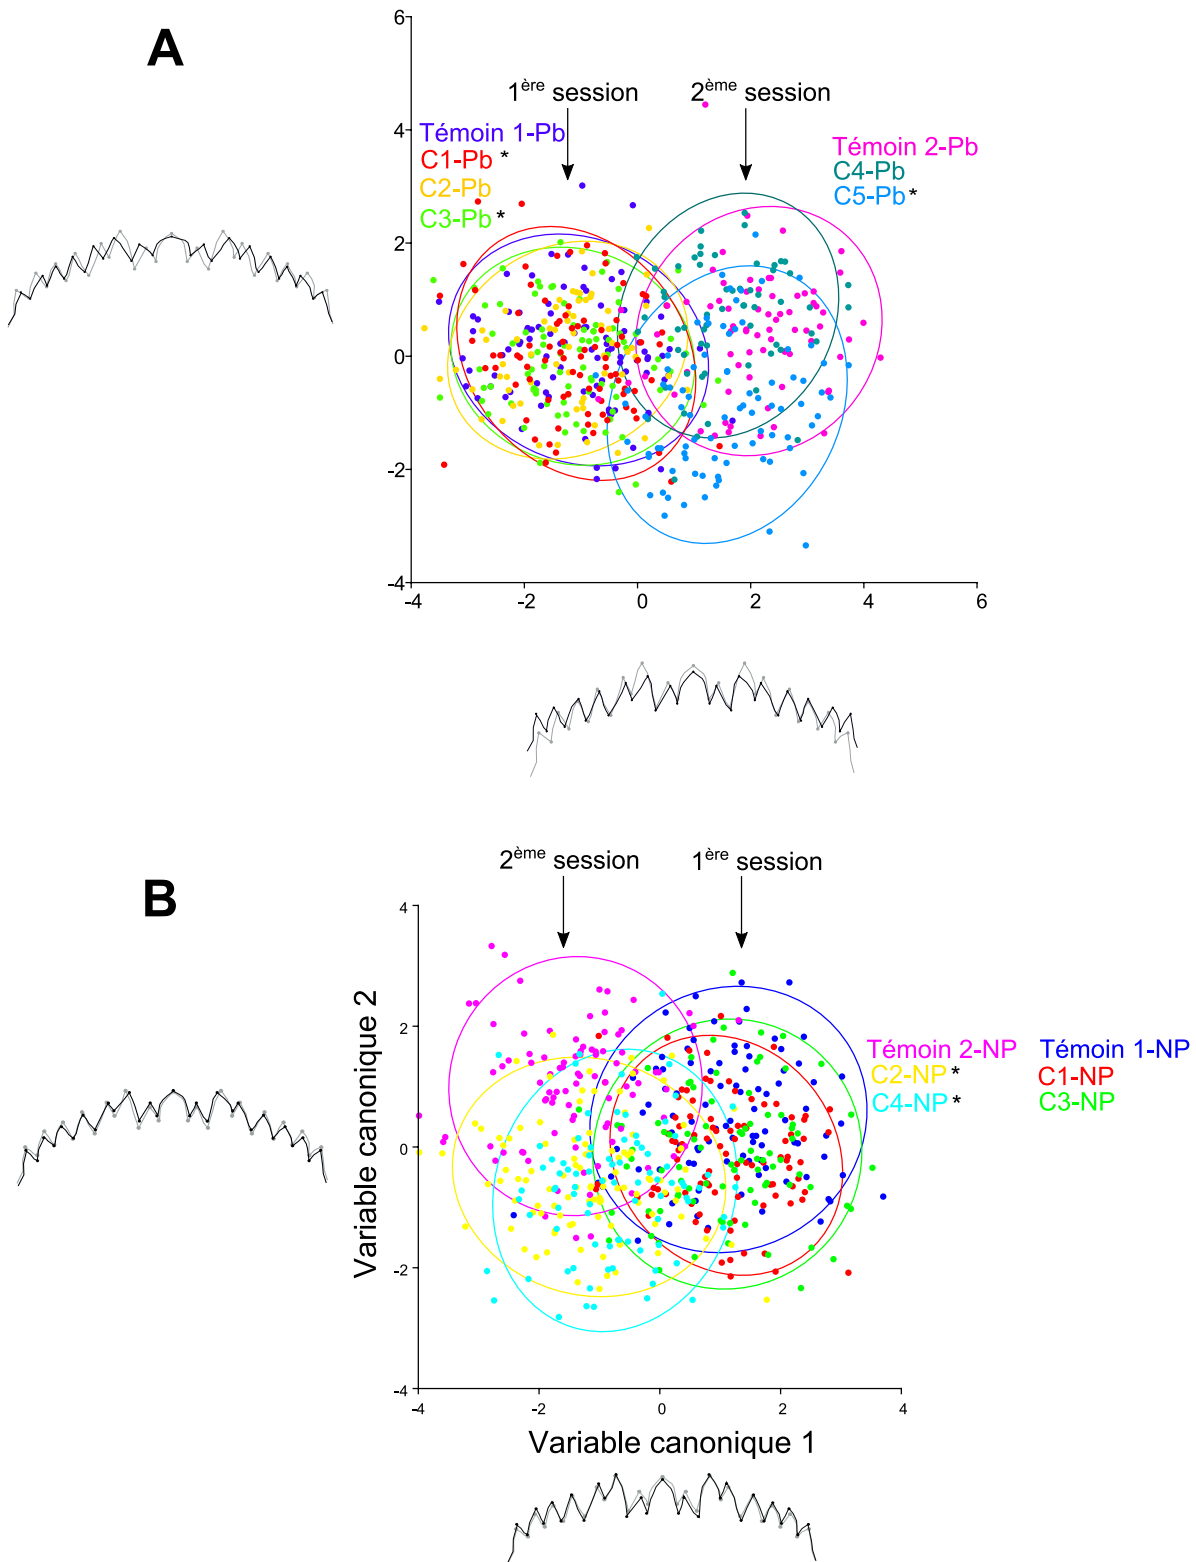 A
6
4
2
0
-2
-4
-4
-2
0
2
4
6
1ère session
2ème session
Témoin 1-Pb
C1-Pb *
C2-Pb
C3-Pb *
Témoin 2-Pb
C4-Pb
C5-Pb *
B
2ème session
1ère session
4
2
0
-2
-4
-4
-2
0
2
4
Variable canonique 2
Témoin 2-NP
C2-NP *
C4-NP *
Témoin 1-NP
C1-NP
C3-NP
Variable canonique 1